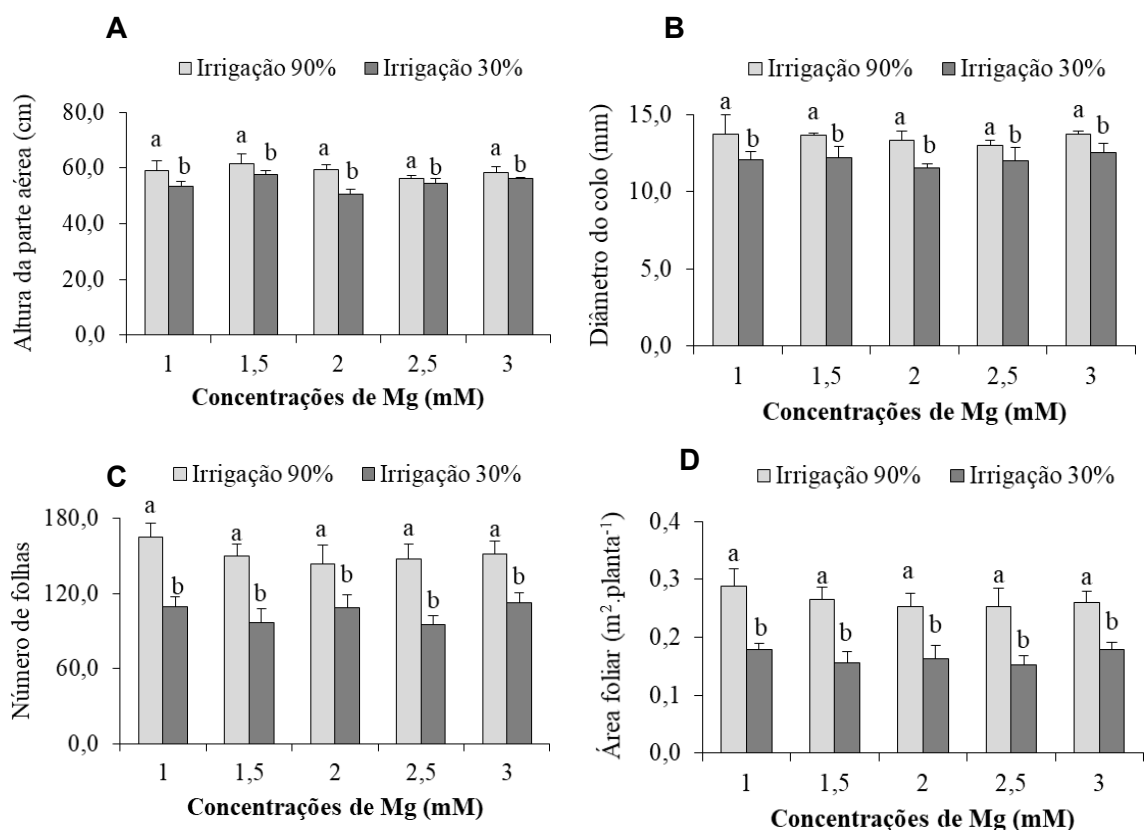 A
Irrigação 90% Irrigação 30%
Altura da parte aérea (cm)
80,0
60,0
40,0
20,0
0,0
a b a b a b a b a b
1 1,5 2 2,5 3
Concentrações de Mg (mM)
B
Irrigação 90% Irrigação 30%
Diâmetro do colo (mm)
15,0
10,0
5,0
0,0
a b a b a b a b a b
1 1,5 2 2,5 3
Concentrações de Mg (mM)
C
Irrigação 90% Irrigação 30%
Número de folhas
180,0
120,0
60,0
0,0
a b a b a b a b a b
1 1,5 2 2,5 3
Concentrações de Mg (mM)
D
Irrigação 90% Irrigação 30%
Área foliar (m².planta⁻¹)
0,4
0,3
0,2
0,1
0,0
a b a b a b a b a b
1 1,5 2 2,5 3
Concentrações de Mg (mM)